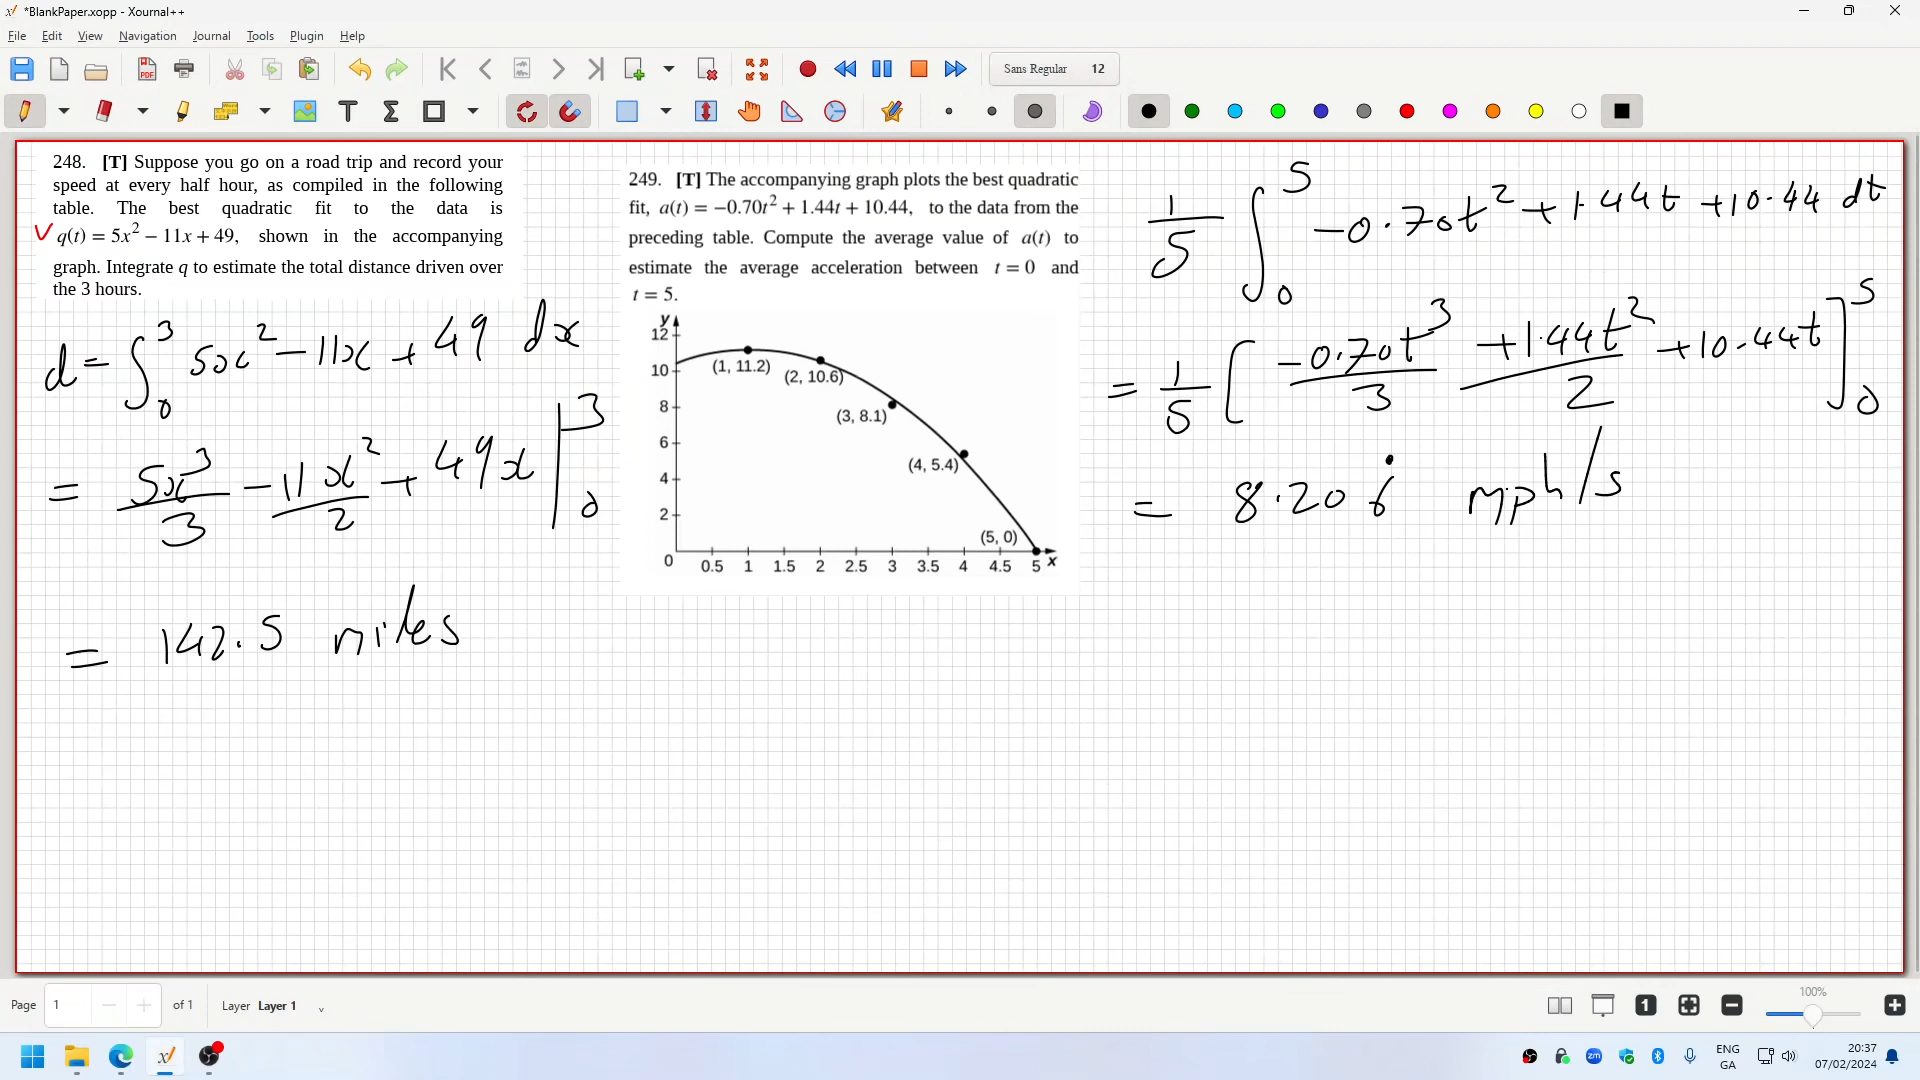 *BlankPaper.xopp - Xournal++
File Edit View Navigation Journal Tools Plugin Help
Sans Regular 12
248. [T] Suppose you go on a road trip and record your
speed at every half hour, as compiled in the following
table. The best quadratic fit to the data is
q(t) = 5x² − 11x + 49, shown in the accompanying
graph. Integrate q to estimate the total distance driven over
the 3 hours.
d = ∫₀³ 5x² − 11x + 49 dx
= 5x³/3 − 11x²/2 + 49x |₀³
= 142.5 miles
249. [T] The accompanying graph plots the best quadratic
fit, a(t) = −0.70t² + 1.44t + 10.44, to the data from the
preceding table. Compute the average value of a(t) to
estimate the average acceleration between t = 0 and
t = 5.
y
12
10
8
6
4
2
0
(1, 11.2)
(2, 10.6)
(3, 8.1)
(4, 5.4)
(5, 0)
0.5 1 1.5 2 2.5 3 3.5 4 4.5 5 x
1/5 ∫₀⁵ −0.70t² + 1.44t + 10.44 dt
= 1/5 [ −0.70t³/3 + 1.44t²/2 + 10.44t ]₀⁵
= 8.206̇ mph/s
Page 1 of 1 Layer Layer 1
100%
1
ENG
GA
20:37
07/02/2024